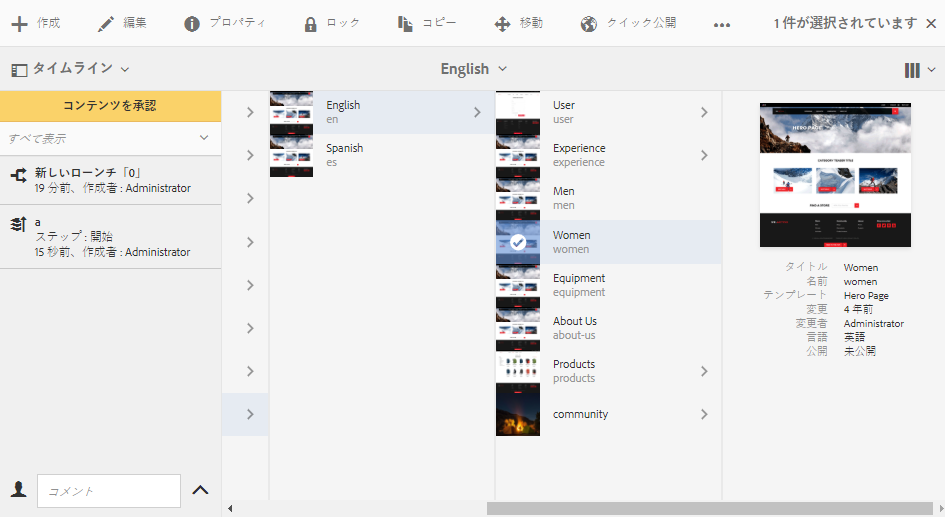 作成
編集
プロパティ
ロック
コピー
移動
クイック公開
1 件が選択されています
タイムライン
English
コンテンツを承認
すべて表示
新しいローンチ「0」
19 分前、作成者 : Administrator
a
ステップ : 開始
15 秒前、作成者 : Administrator
コメント
English
en
Spanish
es
User
user
Experience
experience
Men
men
Women
women
Equipment
equipment
About Us
about-us
Products
products
community
HERO PAGE
CATEGORY TEASER TITLE
FIND A STORE
タイトル Women
名前 women
テンプレート Hero Page
変更 4 年前
変更者 Administrator
言語 英語
公開 未公開